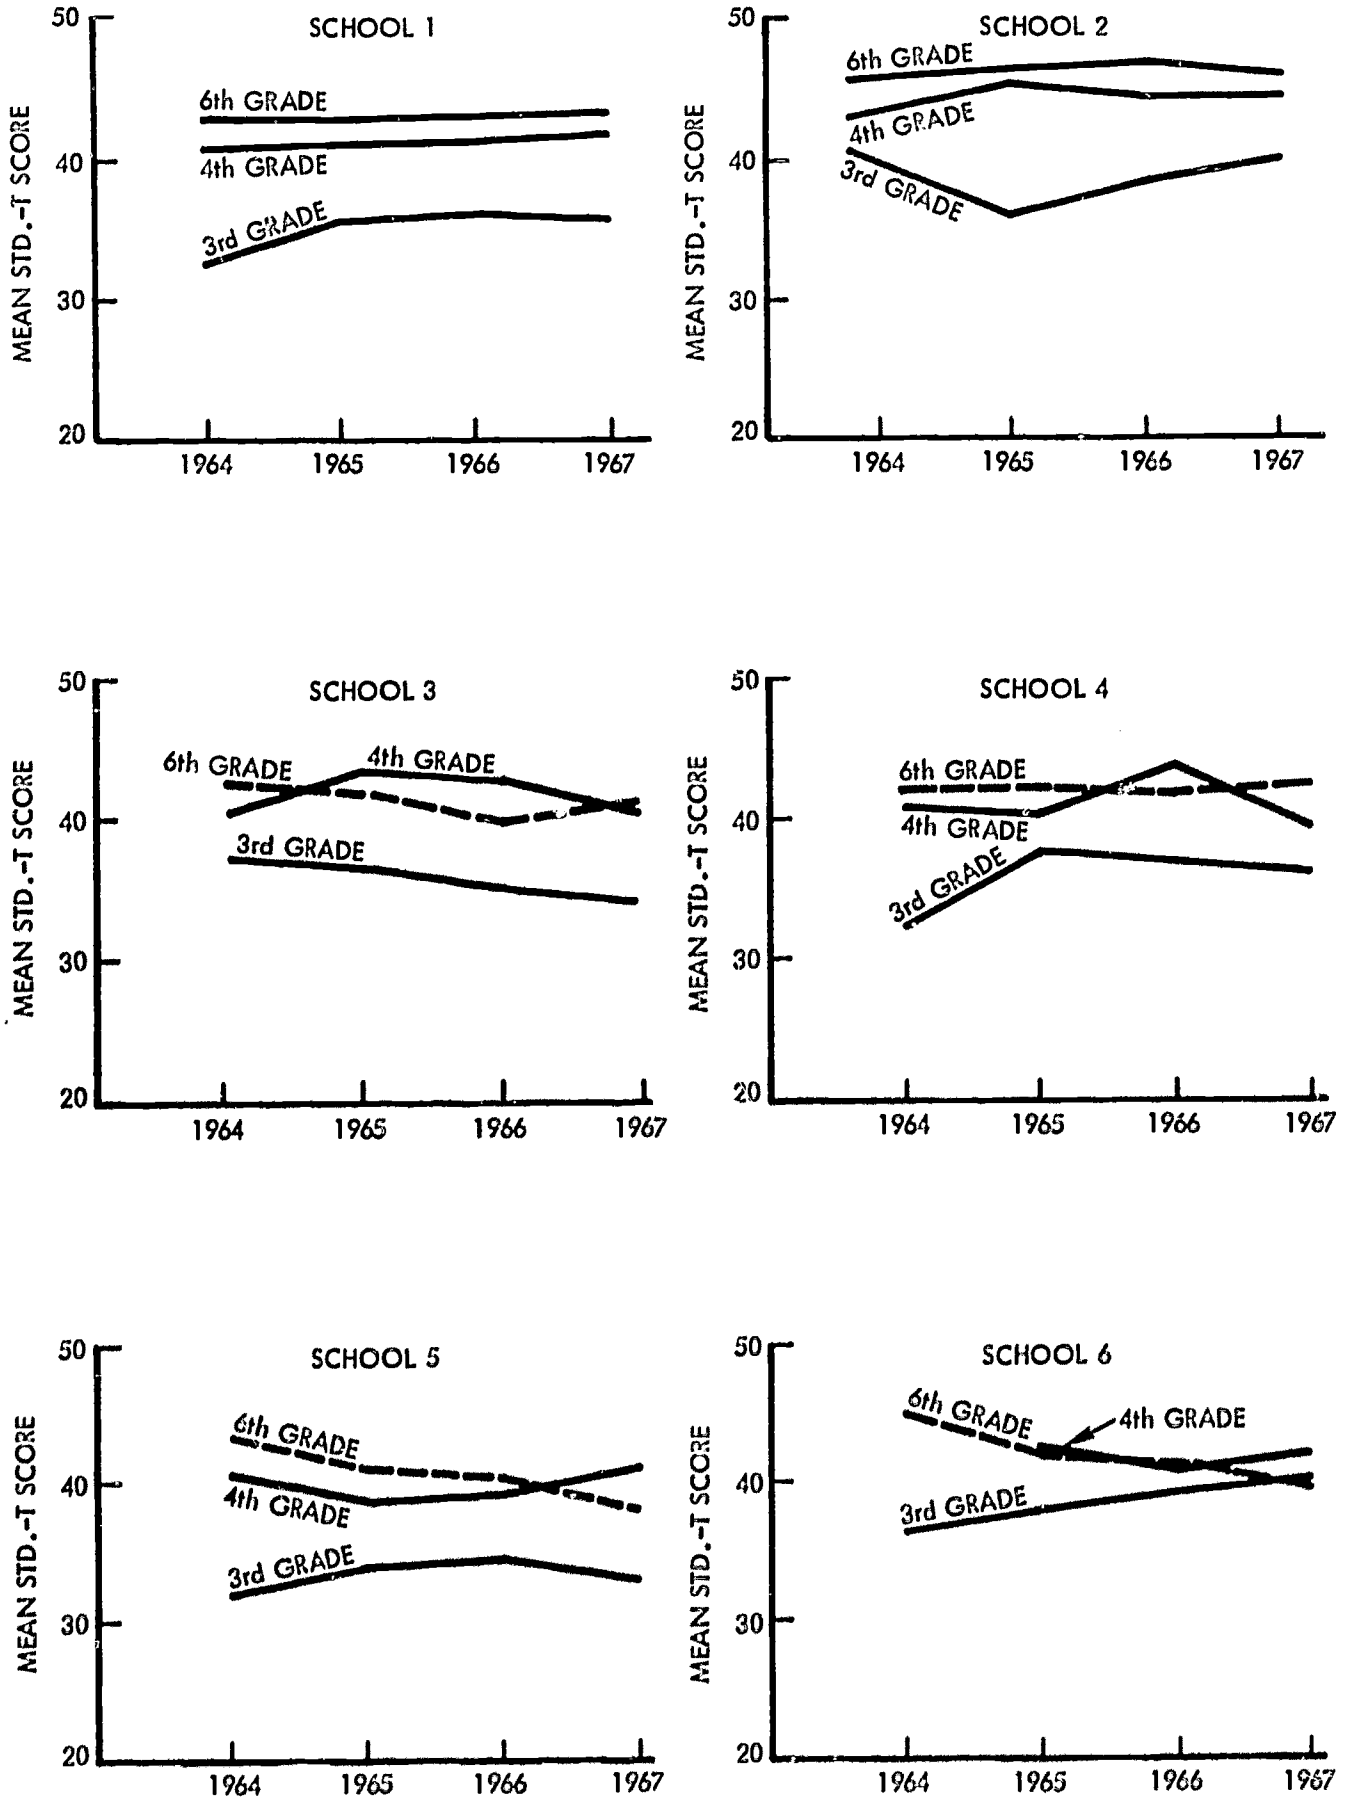 SCHOOL 1
MEAN STD.-T SCORE
50
40
30
20
6th GRADE
4th GRADE
3rd GRADE
1964 1965 1966 1967
SCHOOL 2
MEAN STD.-T SCORE
50
40
30
20
6th GRADE
4th GRADE
3rd GRADE
1964 1965 1966 1967
SCHOOL 3
MEAN STD.-T SCORE
50
40
30
20
6th GRADE
4th GRADE
3rd GRADE
1964 1965 1966 1967
SCHOOL 4
MEAN STD.-T SCORE
50
40
30
20
6th GRADE
4th GRADE
3rd GRADE
1964 1965 1966 1967
SCHOOL 5
MEAN STD.-T SCORE
50
40
30
20
6th GRADE
4th GRADE
3rd GRADE
1964 1965 1966 1967
SCHOOL 6
MEAN STD.-T SCORE
50
40
30
20
6th GRADE
4th GRADE
3rd GRADE
1964 1965 1966 1967